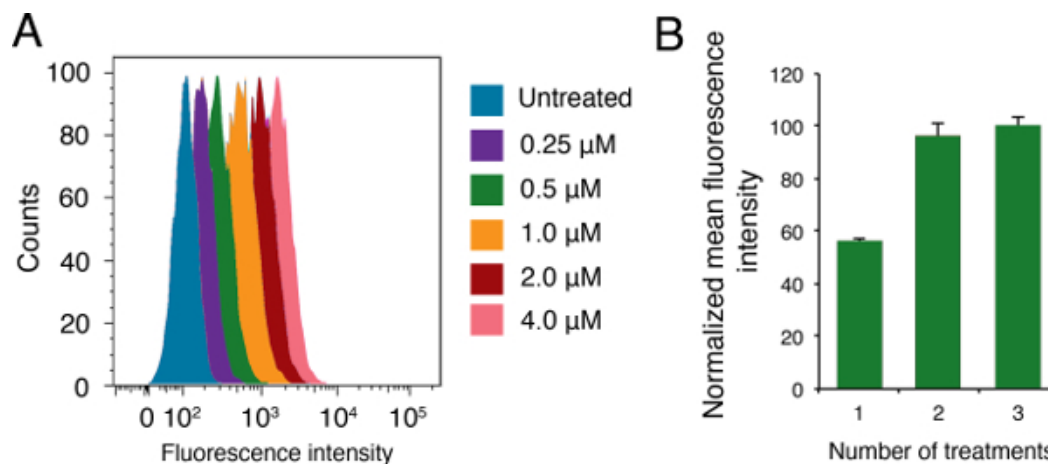 A
100
80
60
40
20
0
Counts
0 10² 10³ 10⁴ 10⁵
Fluorescence intensity
Untreated
0.25 µM
0.5 µM
1.0 µM
2.0 µM
4.0 µM
B
Normalized mean fluorescence
intensity
120
100
80
60
40
20
0
1 2 3
Number of treatments